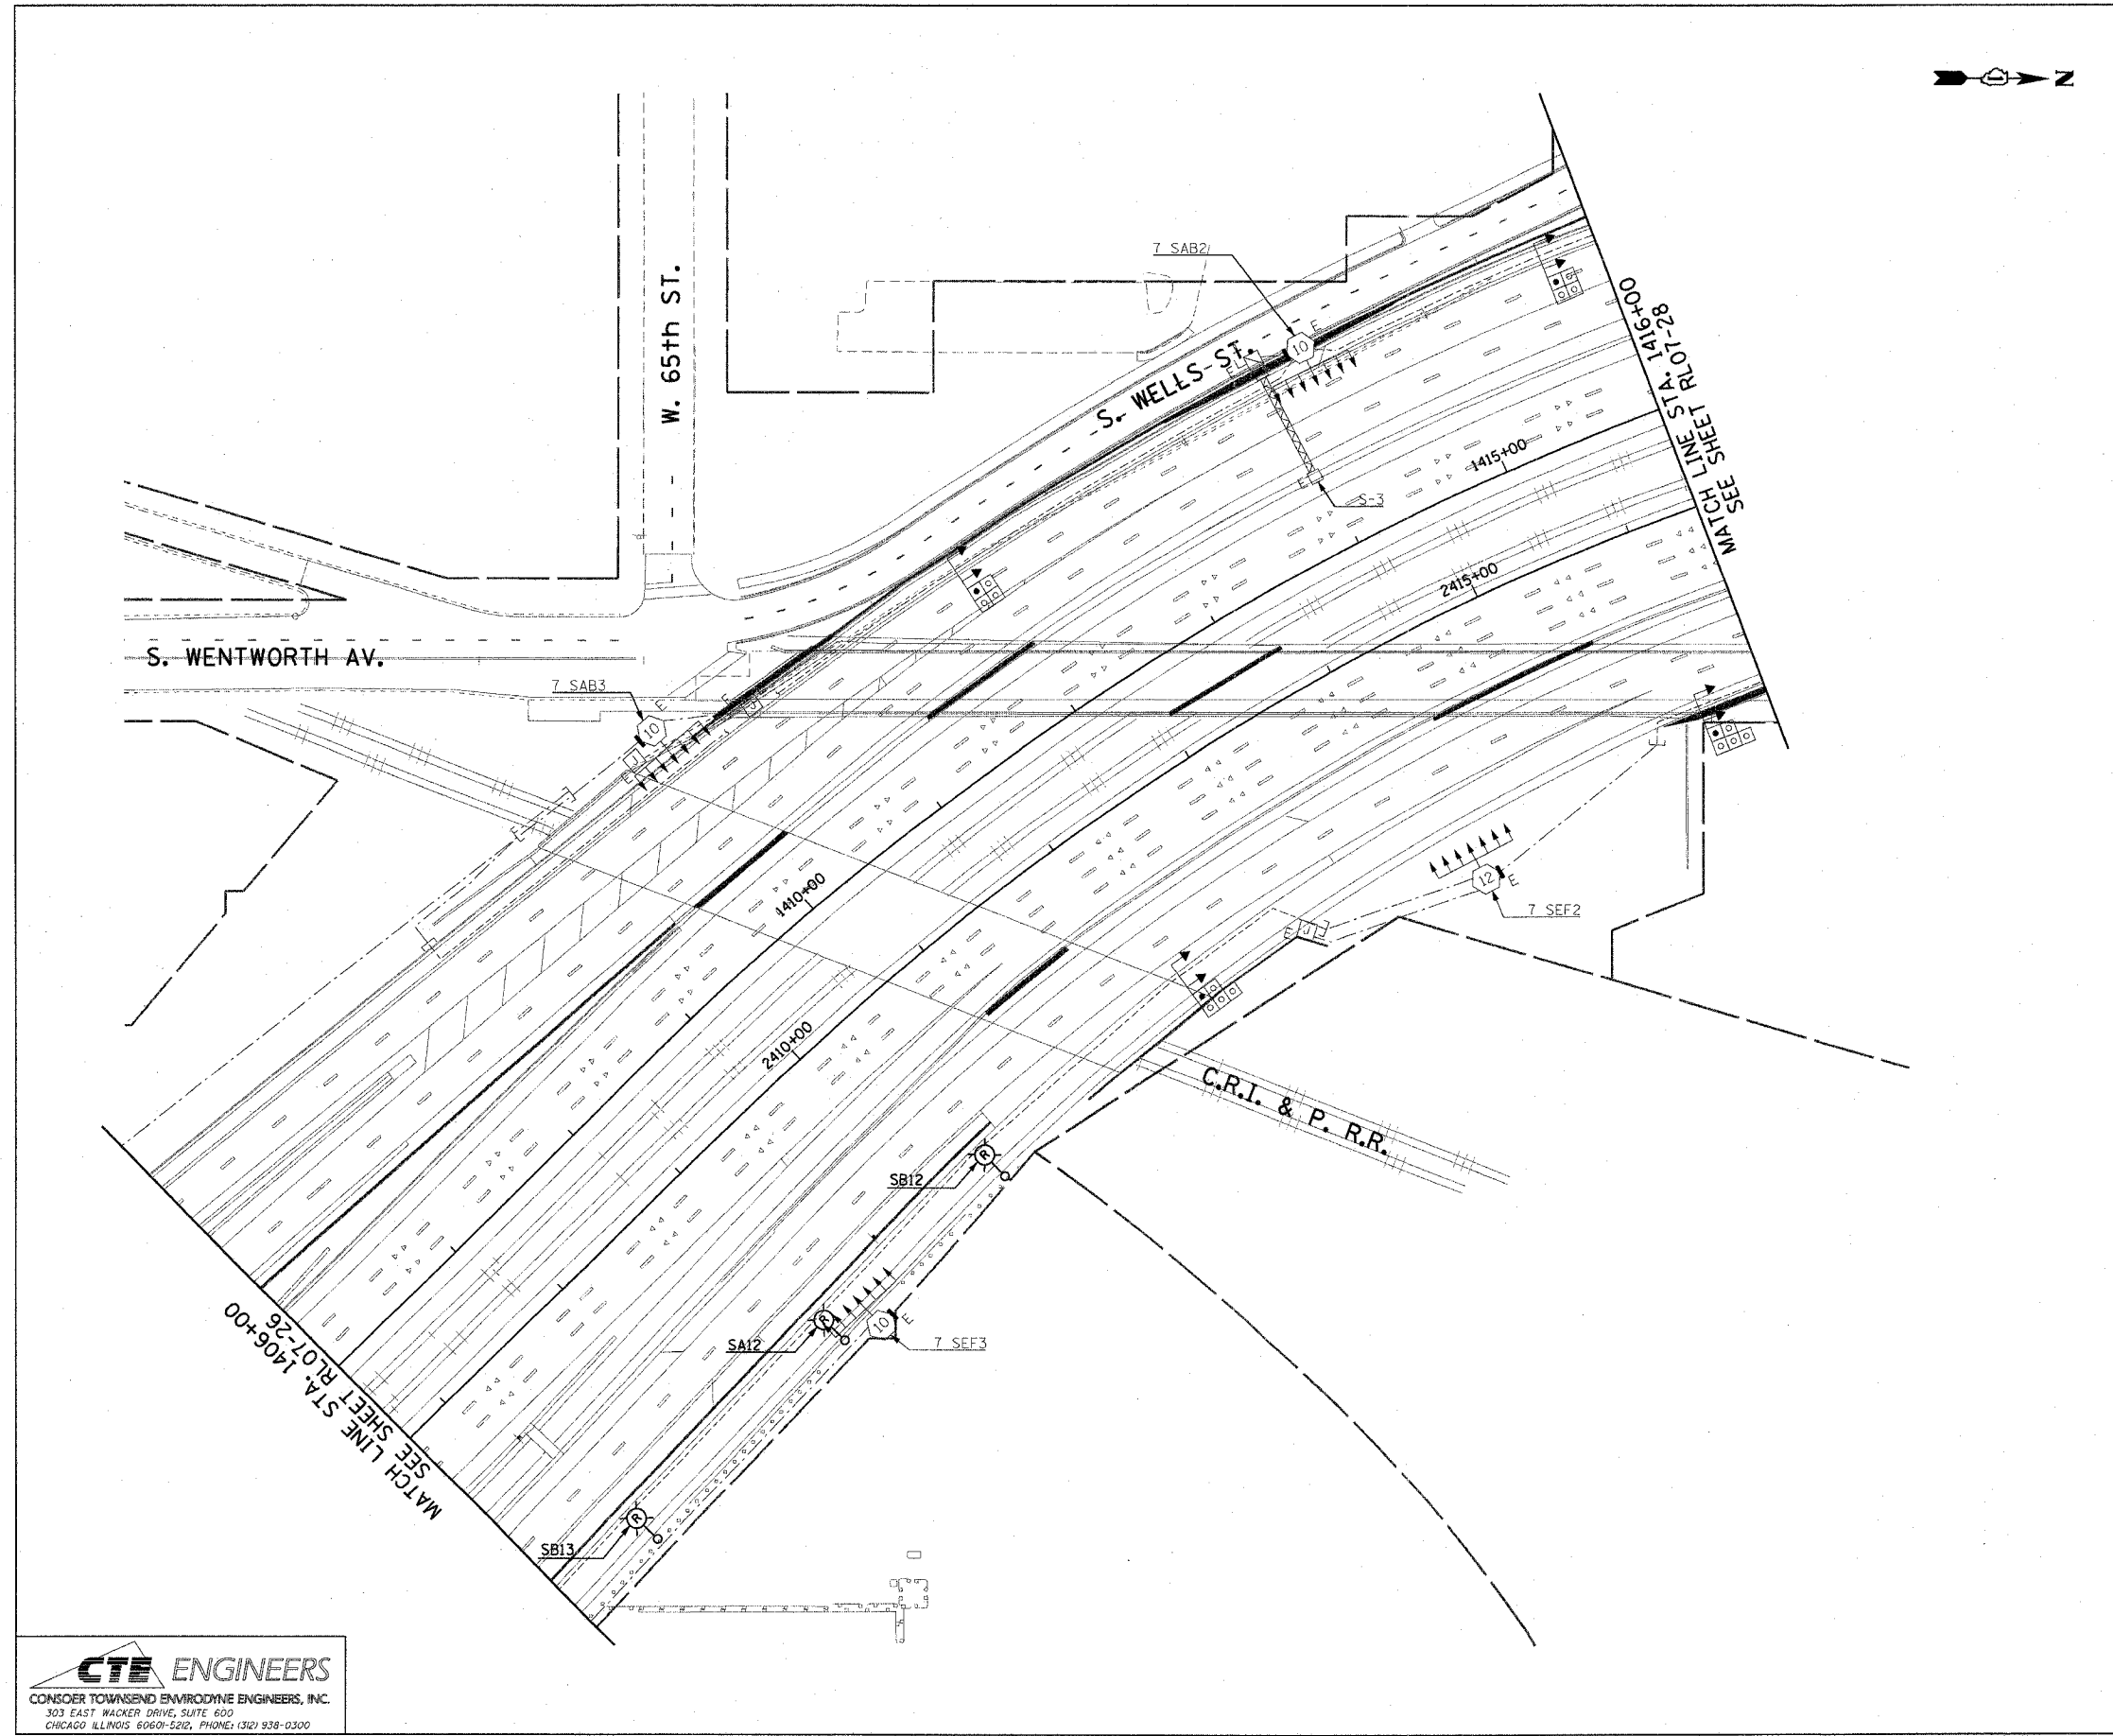 N
7 SAB2
W. 65th ST.
E
10
S. WELLS ST.
E
MATCH LINE STA. 1416+00
SEE SHEET RL07-28
1415+00
E
S-3
2415+00
S. WENTWORTH AV.
7 SAB3
E
E
J
10
J
E
E
12
E
7 SEF2
1410+00
E
J
2410+00
C.R.I. & P. R.R.
R
SB12
R
10
E
SA12
7 SEF3
MATCH LINE STA. 1406+00
SEE SHEET RL07-26
R
SB13
CTE ENGINEERS
CONSOER TOWNSEND ENVIRODYNE ENGINEERS, INC.
303 EAST WACKER DRIVE, SUITE 600
CHICAGO ILLINOIS 60601-5212, PHONE: (312) 938-0300